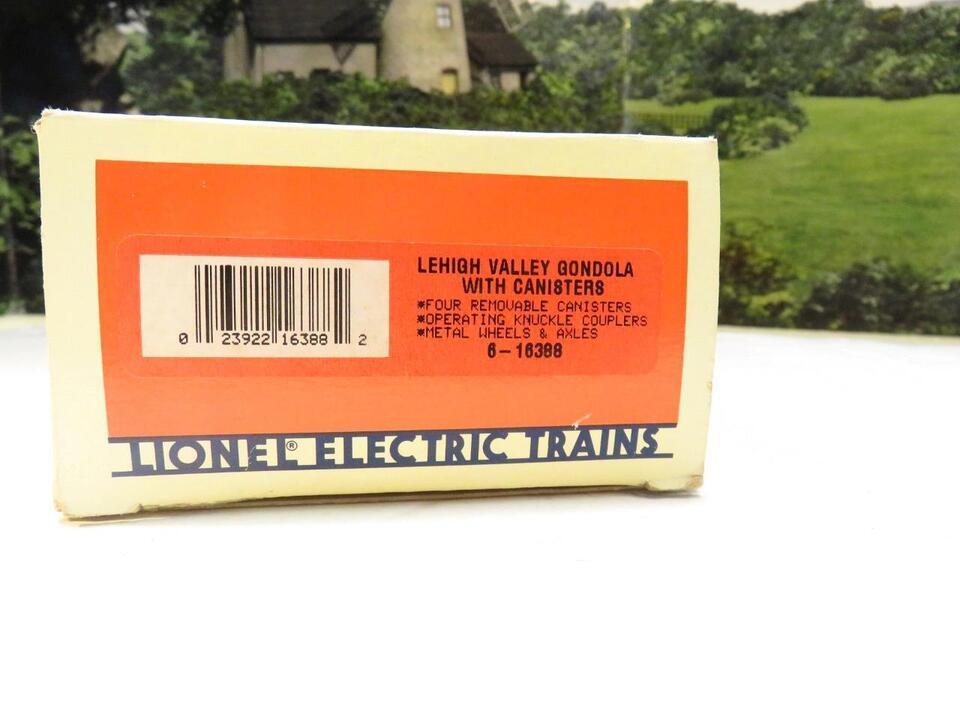 LEHIGH VALLEY GONDOLA
WITH CANISTERS
*FOUR REMOVABLE CANISTERS
*OPERATING KNUCKLE COUPLERS
*METAL WHEELS & AXLES
6-16388
0 23922 16388 2
LIONEL® ELECTRIC TRAINS